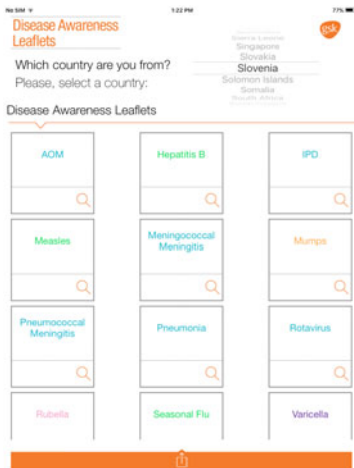 No SIM
1:22 PM
77%
Disease Awareness
Leaflets
gsk
Which country are you from?
Please, select a country:
Sierra Leone
Singapore
Slovakia
Slovenia
Solomon Islands
Somalia
South Africa
Disease Awareness Leaflets
AOM
Hepatitis B
IPD
Measles
Meningococcal
Meningitis
Mumps
Pneumococcal
Meningitis
Pneumonia
Rotavirus
Rubella
Seasonal Flu
Varicella